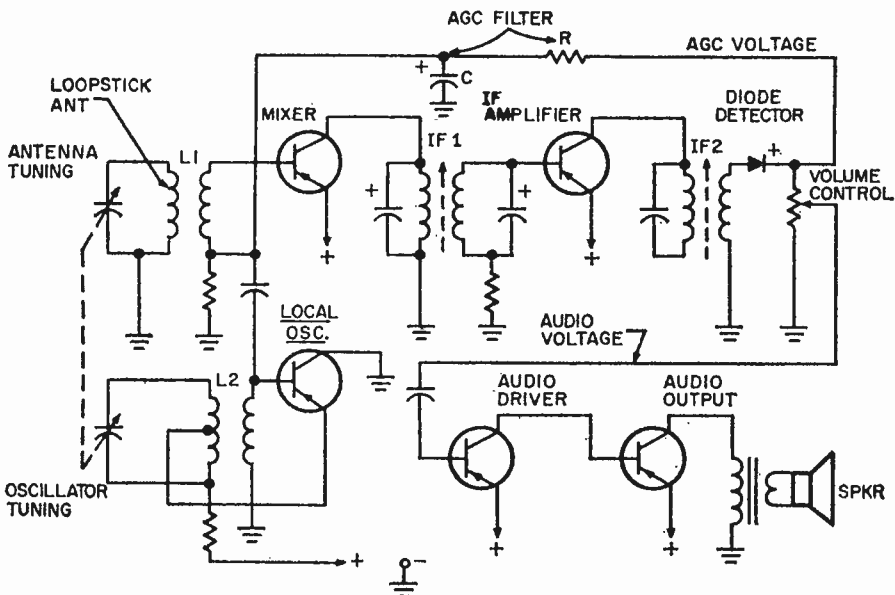 AGC FILTER
R
AGC VOLTAGE
+
C
LOOPSTICK
ANT
MIXER
IF
AMPLIFIER
DIODE
DETECTOR
ANTENNA
TUNING
L1
IF 1
IF2
+
+
+
VOLUME
CONTROL
+
+
LOCAL
OSC.
AUDIO
VOLTAGE
L2
AUDIO
DRIVER
AUDIO
OUTPUT
OSCILLATOR
TUNING
SPKR
+
+
+
-